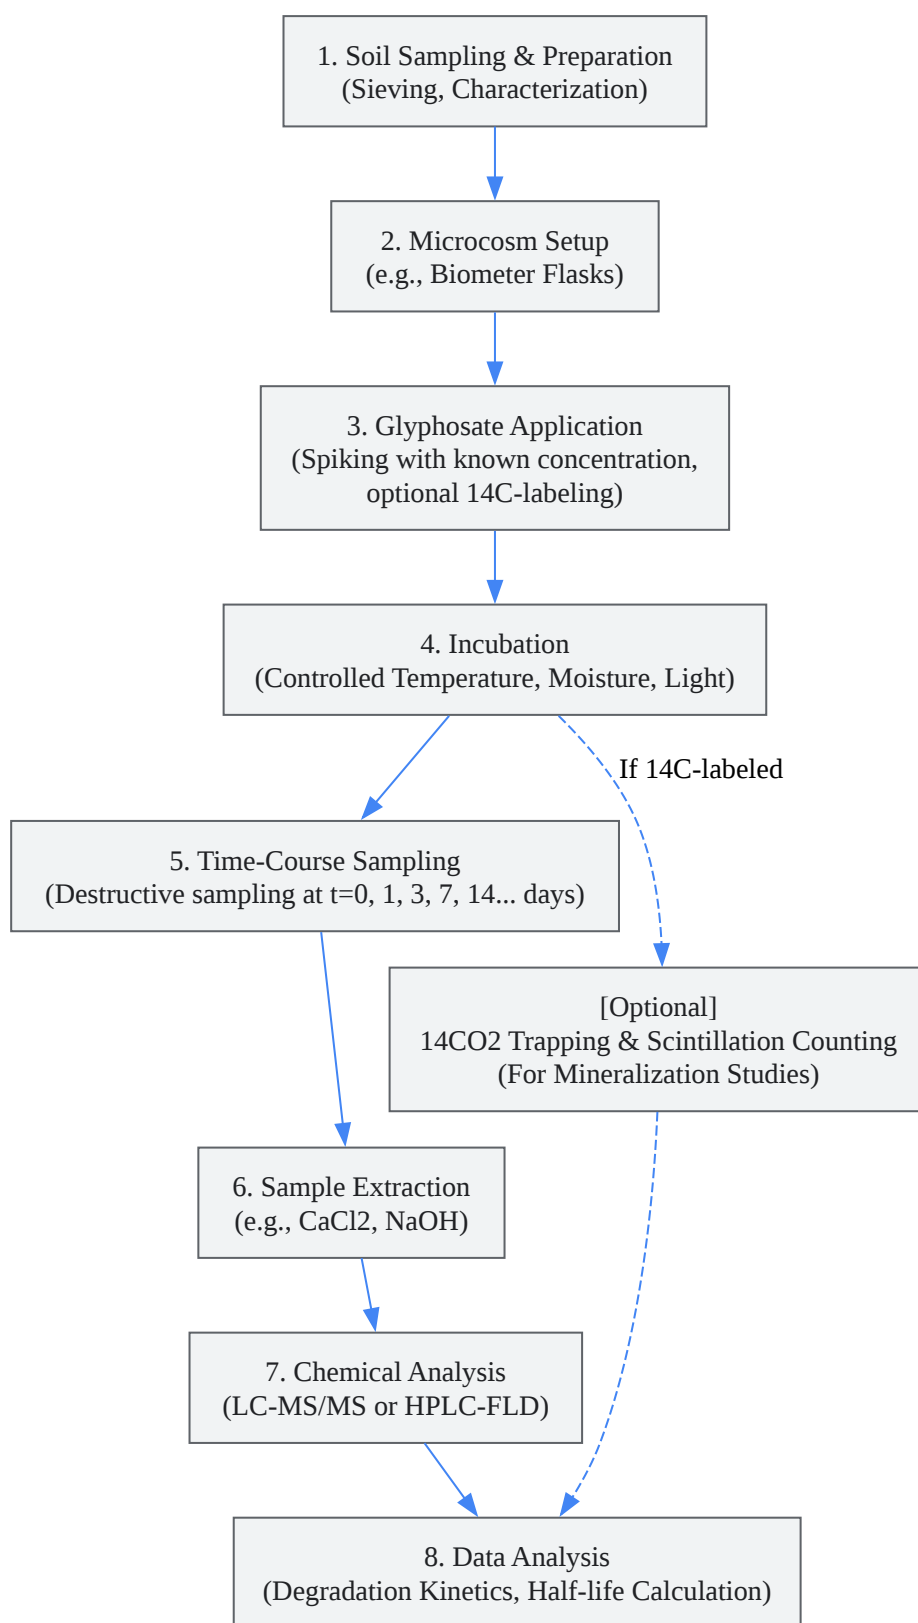 1. Soil Sampling & Preparation
(Sieving, Characterization)
2. Microcosm Setup
(e.g., Biometer Flasks)
3. Glyphosate Application
(Spiking with known concentration,
optional 14C-labeling)
4. Incubation
(Controlled Temperature, Moisture, Light)
If 14C-labeled
5. Time-Course Sampling
(Destructive sampling at t=0, 1, 3, 7, 14... days)
[Optional]
14CO2 Trapping & Scintillation Counting
(For Mineralization Studies)
6. Sample Extraction
(e.g., CaCl2, NaOH)
7. Chemical Analysis
(LC-MS/MS or HPLC-FLD)
8. Data Analysis
(Degradation Kinetics, Half-life Calculation)